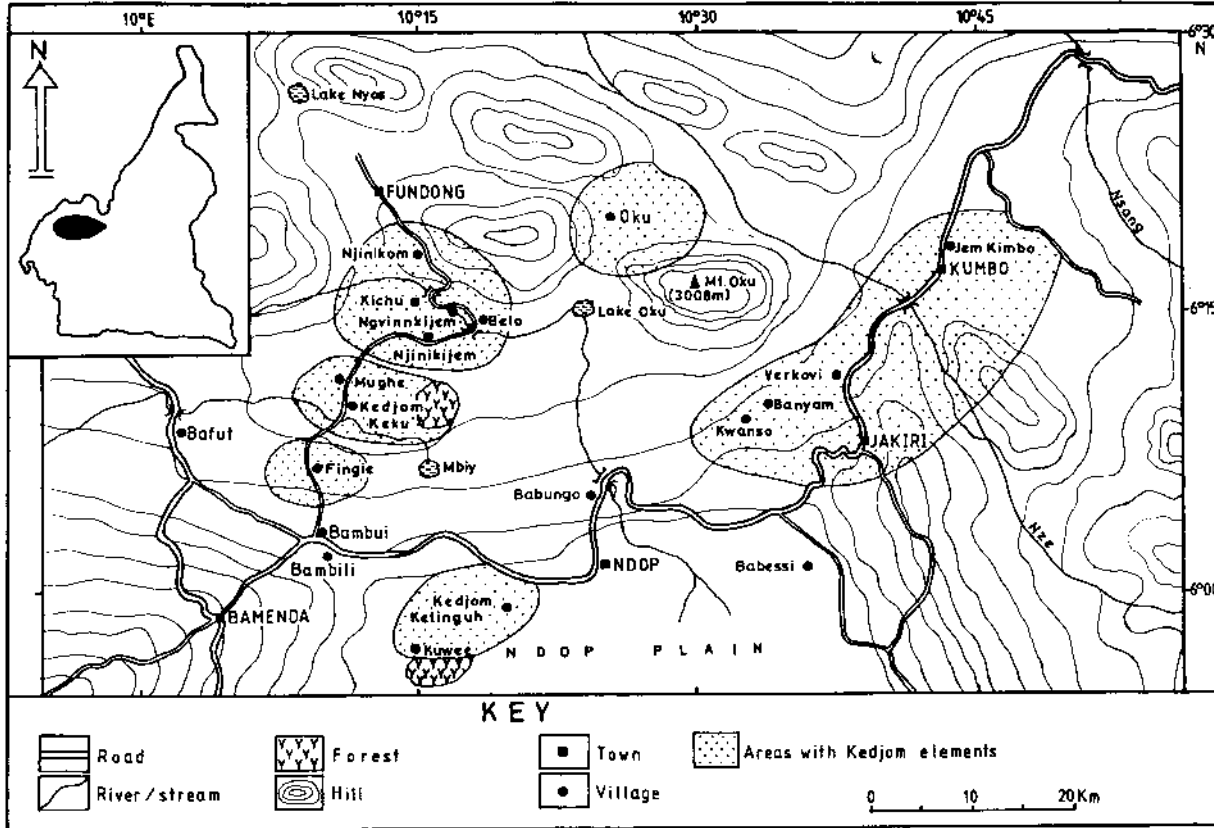 10°E 10°15 10°30 10°45
6°30
N
N
Lake Nyos
FUNDONG
Oku
Nsang
Njinikom
Jem Kimbo
KUMBO
Mt. Oku
(3008m)
Kichu
Ngvinnkijem
Belo
Lake Oku
6°15
Njinikijem
Mughe
Verkovi
Kedjom
Keku
Banyam
Kwanso
Bafut
JAKIRI
Fingie
Mbiy
Babungo
Nze
Bambui
Bambili
NDOP
Babessi
6°00
Kedjom
Ketinguh
BAMENDA
Kuwee
NDOP PLAIN
KEY
Road
Forest
Town
Areas with Kedjom elements
River/stream
Hill
Village
0 10 20Km